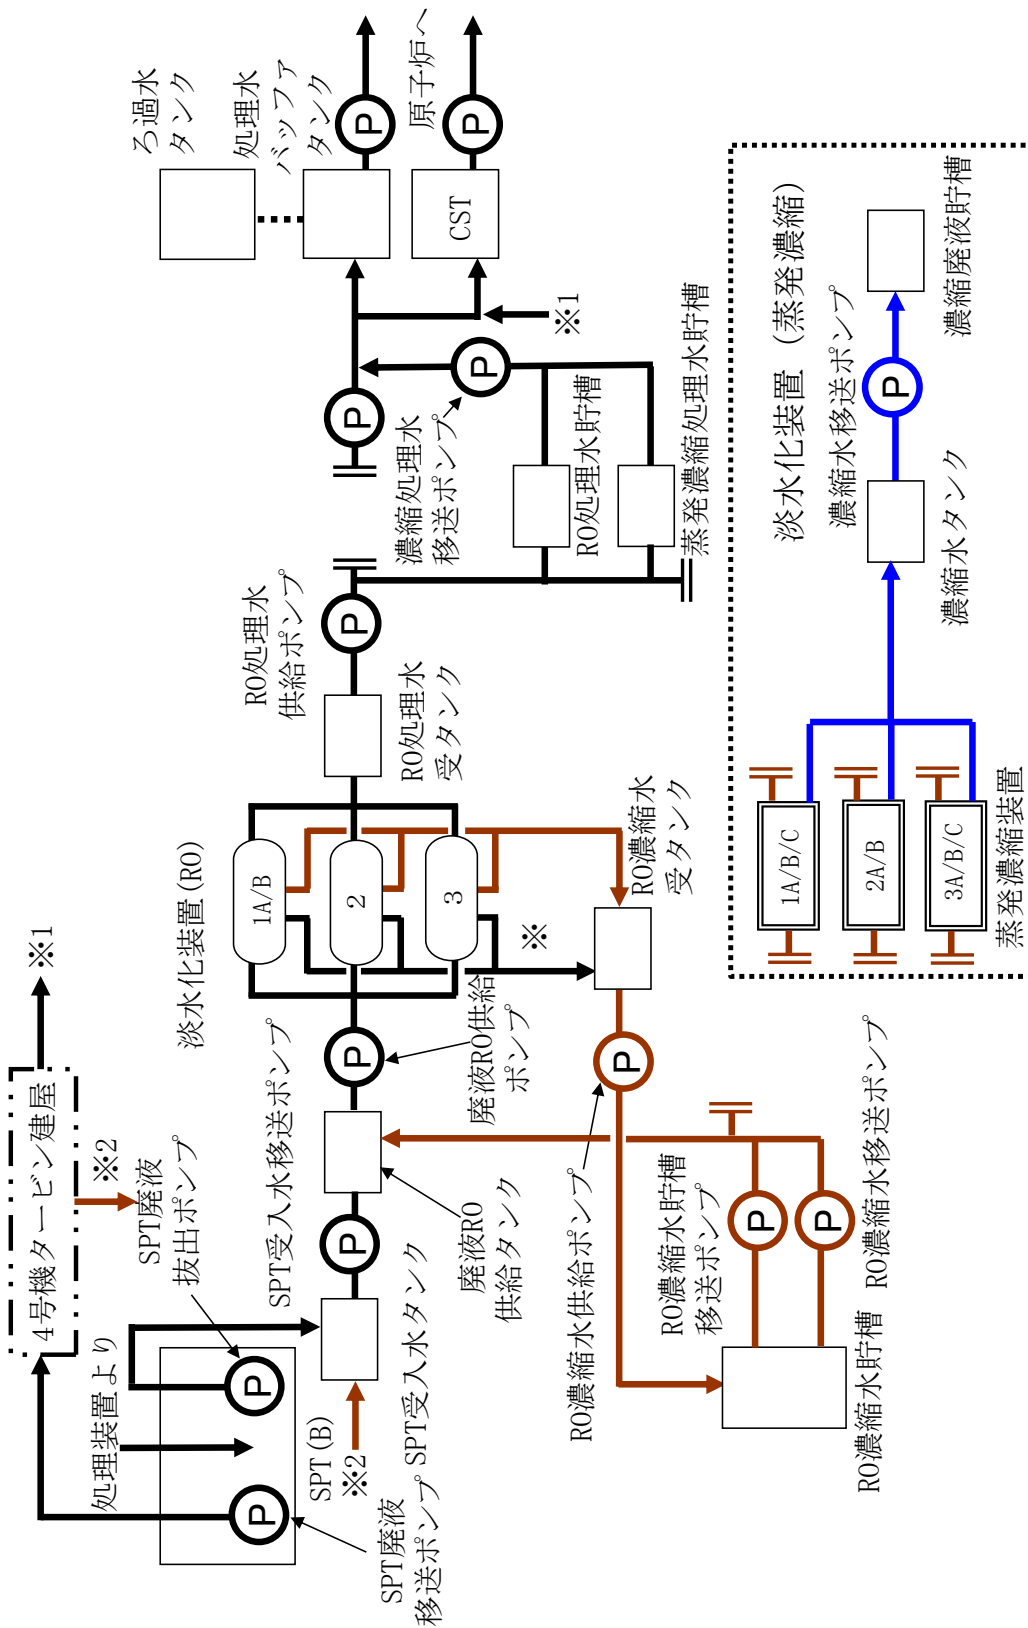 4号機タービン建屋
※1
※2
処理装置より
SPT廃液
抜出ポンプ
SPT廃液
移送ポンプ
P
P
SPT(B)
※2
SPT受入水タンク
SPT受入水移送ポンプ
P
廃液RO
供給タンク
廃液RO供給
ポンプ
P
淡水化装置(RO)
1A/B
2
3
※
RO濃縮水
受タンク
RO処理水
受タンク
RO処理水
供給ポンプ
P
P
濃縮処理水
移送ポンプ
P
RO処理水貯槽
蒸発濃縮処理水貯槽
※1
ろ過水
タンク
処理水
バッファ
タンク
P
CST
P
原子炉へ
RO濃縮水供給ポンプ
P
RO濃縮水貯槽
移送ポンプ
P
P
RO濃縮水移送ポンプ
RO濃縮水貯槽
淡水化装置(蒸発濃縮)
1A/B/C
2A/B
3A/B/C
蒸発濃縮装置
濃縮水タンク
濃縮水移送ポンプ
P
濃縮廃液貯槽